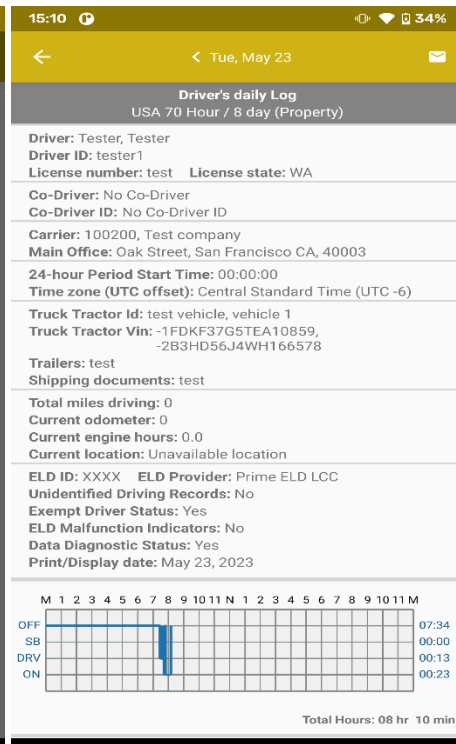 15:10 34%
Tue, May 23
Driver's daily Log
USA 70 Hour / 8 day (Property)
Driver: Tester, Tester
Driver ID: tester1
License number: test License state: WA
Co-Driver: No Co-Driver
Co-Driver ID: No Co-Driver ID
Carrier: 100200, Test company
Main Office: Oak Street, San Francisco CA, 40003
24-hour Period Start Time: 00:00:00
Time zone (UTC offset): Central Standard Time (UTC -6)
Truck Tractor Id: test vehicle, vehicle 1
Truck Tractor Vin: -1FDKF37G5TEA10859,
-2B3HD56J4WH166578
Trailers: test
Shipping documents: test
Total miles driving: 0
Current odometer: 0
Current engine hours: 0.0
Current location: Unavailable location
ELD ID: XXXX ELD Provider: Prime ELD LCC
Unidentified Driving Records: No
Exempt Driver Status: Yes
ELD Malfunction Indicators: No
Data Diagnostic Status: Yes
Print/Display date: May 23, 2023
M 1 2 3 4 5 6 7 8 9 10 11 N 1 2 3 4 5 6 7 8 9 10 11 M
OFF 07:34
SB 00:00
DRV 00:13
ON 00:23
Total Hours: 08 hr 10 min